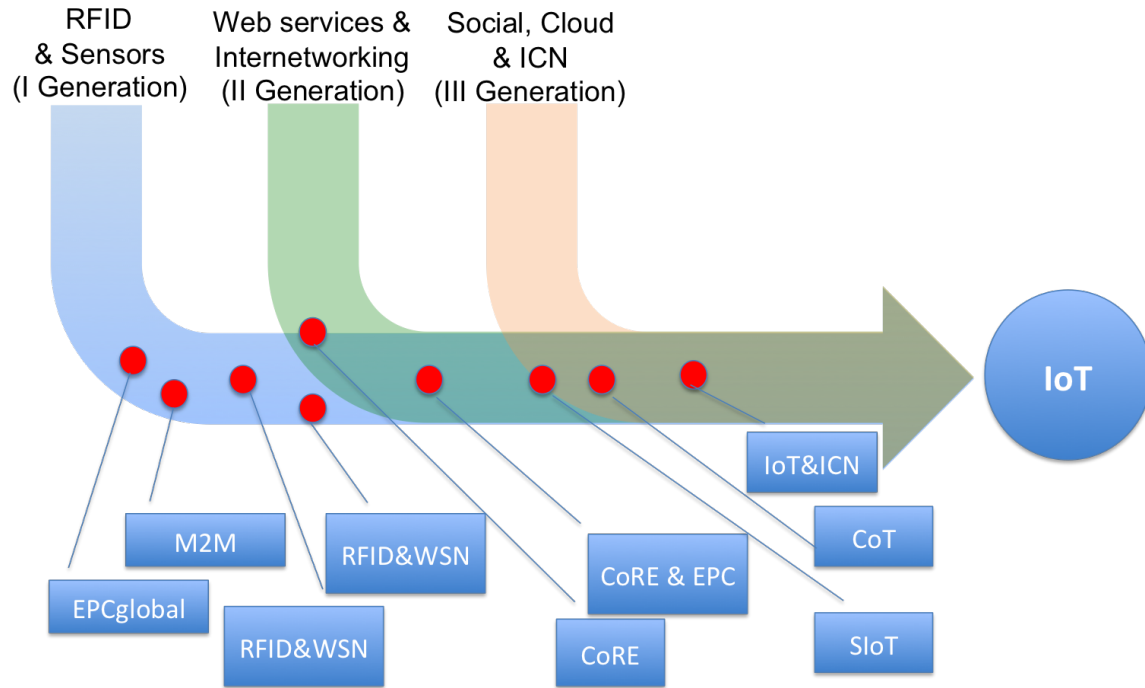 RFID
& Sensors
(I Generation)
Web services &
Internetworking
(II Generation)
Social, Cloud
& ICN
(III Generation)
IoT
IoT&ICN
M2M
RFID&WSN
CoT
CoRE & EPC
EPCglobal
RFID&WSN
CoRE
SIoT